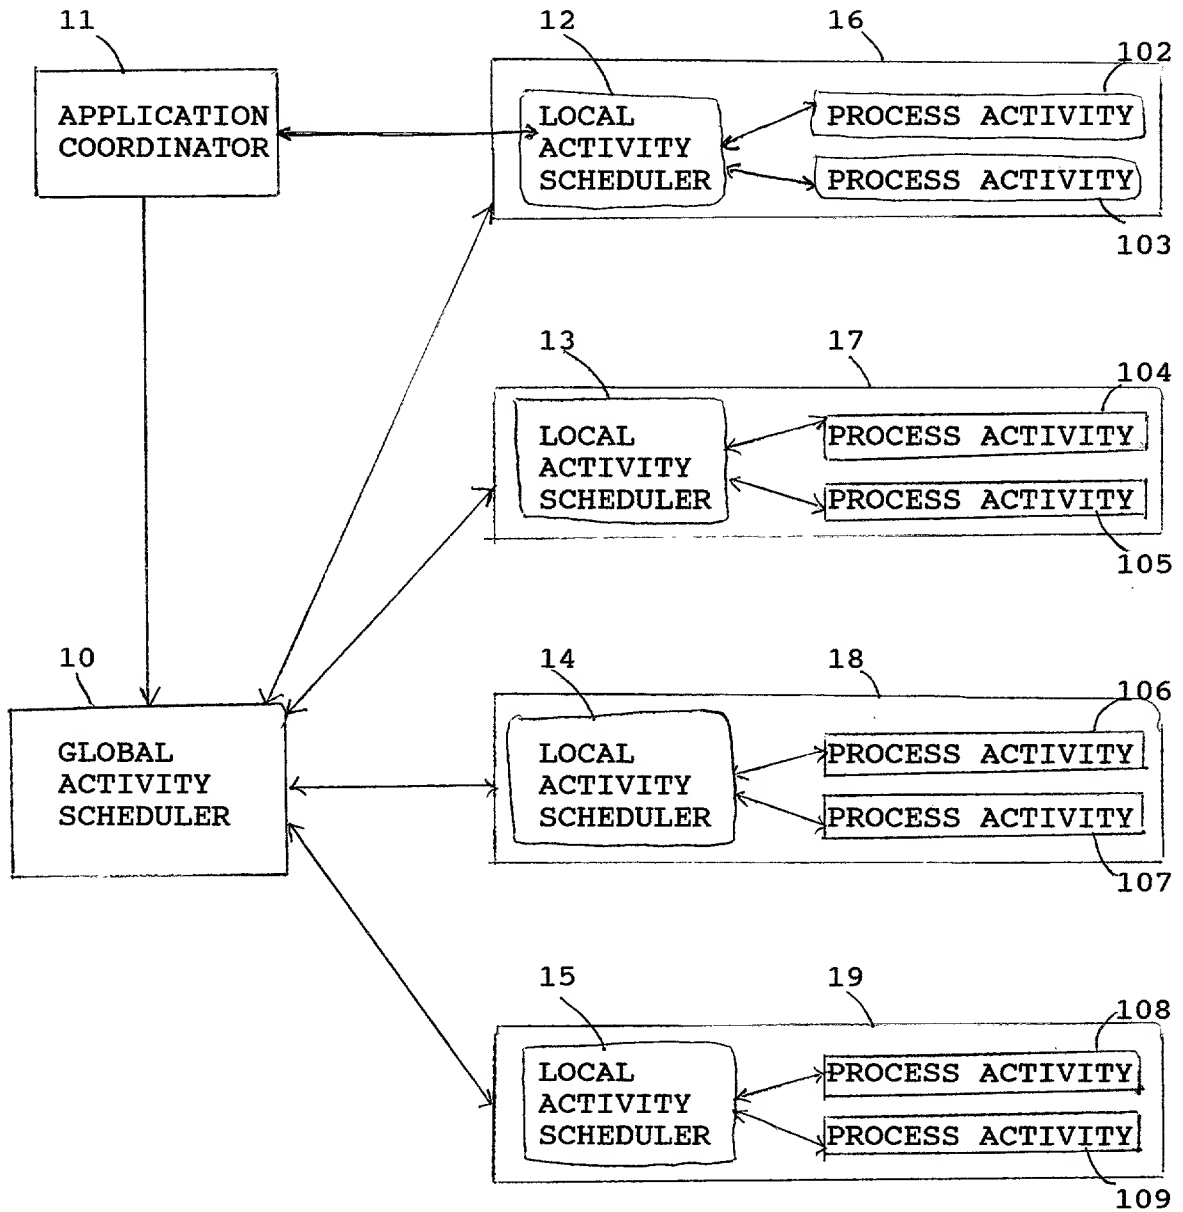 11
APPLICATION
COORDINATOR
12
16
102
LOCAL
ACTIVITY
SCHEDULER
PROCESS ACTIVITY
PROCESS ACTIVITY
103
13
17
104
LOCAL
ACTIVITY
SCHEDULER
PROCESS ACTIVITY
PROCESS ACTIVITY
105
10
GLOBAL
ACTIVITY
SCHEDULER
14
18
106
LOCAL
ACTIVITY
SCHEDULER
PROCESS ACTIVITY
PROCESS ACTIVITY
107
15
19
108
LOCAL
ACTIVITY
SCHEDULER
PROCESS ACTIVITY
PROCESS ACTIVITY
109